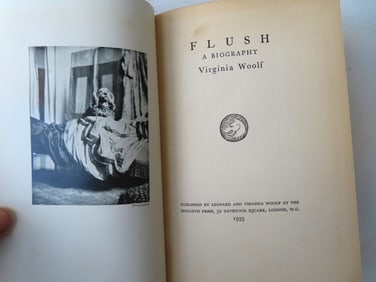 FLUSH
A BIOGRAPHY
Virginia Woolf
PUBLISHED BY LEONARD AND VIRGINIA WOOLF AT THE
HOGARTH PRESS, 52 TAVISTOCK SQUARE, LONDON, W.C.
1933